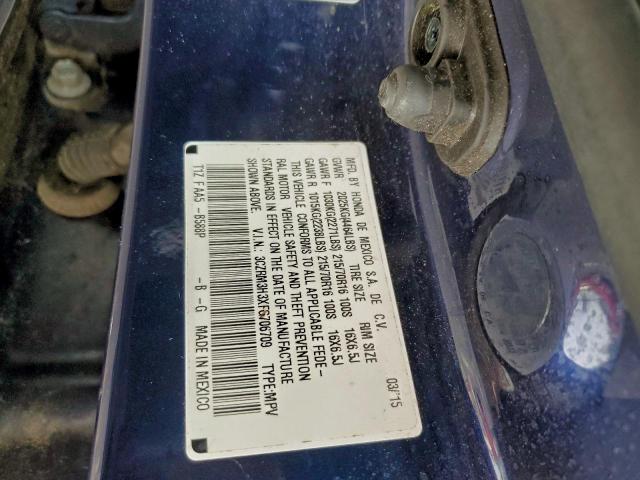 MFD. BY HONDA DE MEXICO S.A. DE C.V. 03/'15
GVWR 2025KG(4464LBS) TIRE SIZE RIM SIZE
GAWR F 1030KG(2271LBS) 215/70R16 100S 16X6.5J
GAWR R 1015KG(2238LBS) 215/70R16 100S 16X6.5J
THIS VEHICLE CONFORMS TO ALL APPLICABLE FEDE-
RAL MOTOR VEHICLE SAFETY AND THEFT PREVENTION
STANDARDS IN EFFECT ON THE DATE OF MANUFACTURE
SHOWN ABOVE. V.I.N.: 3CZRM3H3XFG706709 TYPE:MPV
T1Z FAA5 -B588P -B -G MADE IN MEXICO